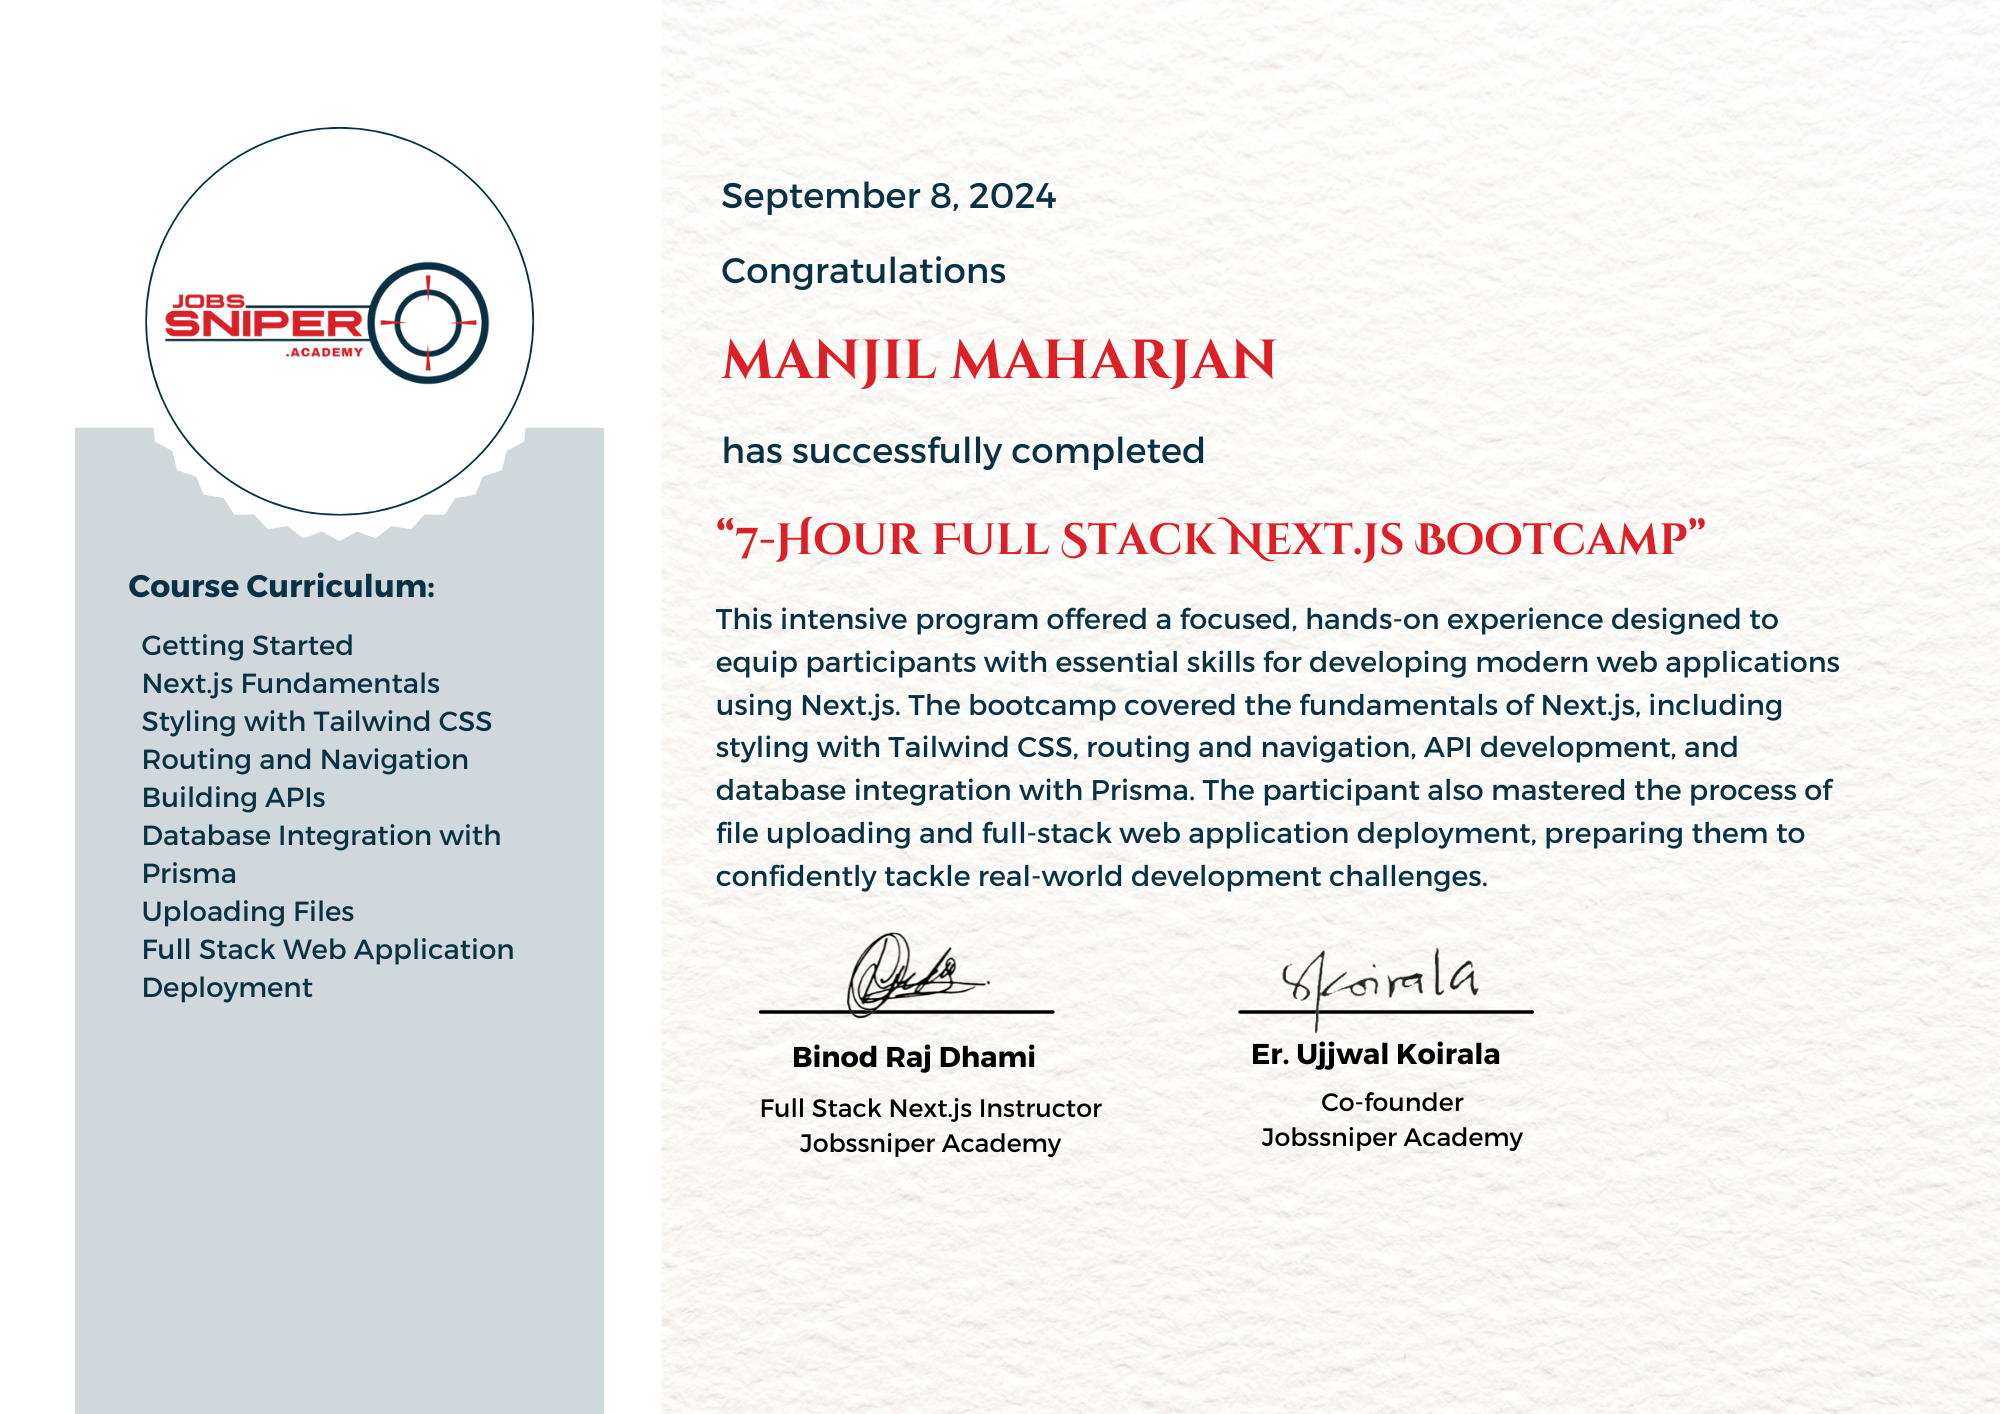 JOBS
SNIPER
.ACADEMY
Course Curriculum:
Getting Started
Next.js Fundamentals
Styling with Tailwind CSS
Routing and Navigation
Building APIs
Database Integration with
Prisma
Uploading Files
Full Stack Web Application
Deployment
September 8, 2024
Congratulations
MANJIL MAHARJAN
has successfully completed
“7-Hour Full Stack Next.js Bootcamp”
This intensive program offered a focused, hands-on experience designed to
equip participants with essential skills for developing modern web applications
using Next.js. The bootcamp covered the fundamentals of Next.js, including
styling with Tailwind CSS, routing and navigation, API development, and
database integration with Prisma. The participant also mastered the process of
file uploading and full-stack web application deployment, preparing them to
confidently tackle real-world development challenges.
Skoirala
Binod Raj Dhami
Full Stack Next.js Instructor
Jobssniper Academy
Er. Ujjwal Koirala
Co-founder
Jobssniper Academy